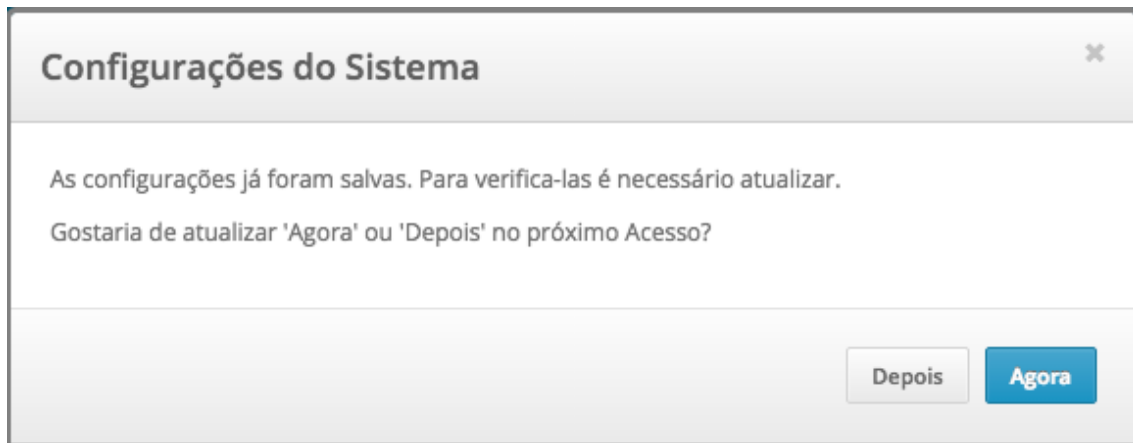 Configurações do Sistema
As configurações já foram salvas. Para verifica-las é necessário atualizar.
Gostaria de atualizar 'Agora' ou 'Depois' no próximo Acesso?
Depois
Agora